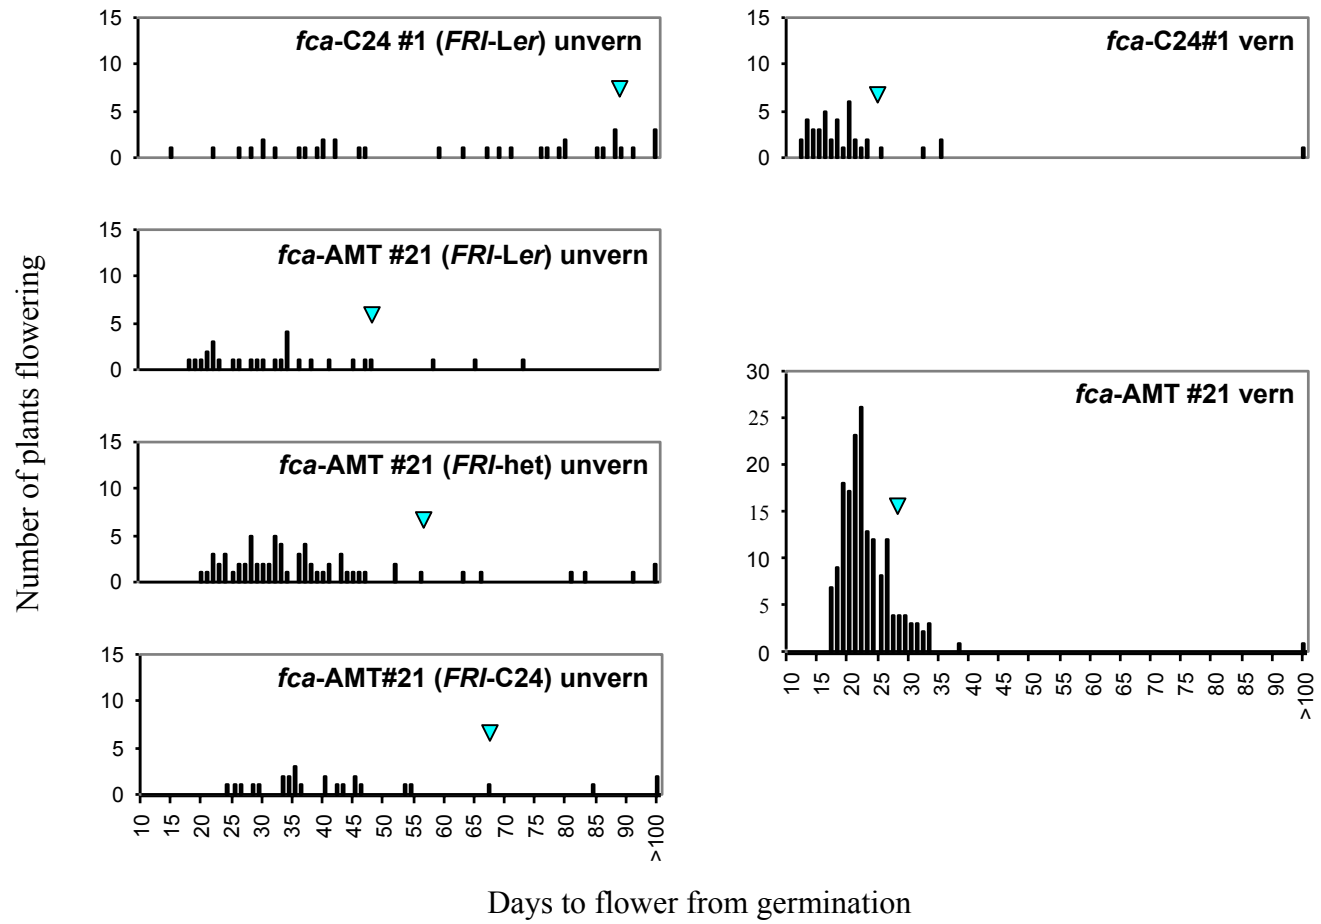 Number of plants flowering
15
10
5
0
fca-C24 #1 (FRI-Ler) unvern
15
10
5
0
fca-AMT #21 (FRI-Ler) unvern
15
10
5
0
fca-AMT #21 (FRI-het) unvern
15
10
5
0
fca-AMT#21 (FRI-C24) unvern
10 15 20 25 30 35 40 45 50 55 60 65 70 75 80 85 90 >100
15
10
5
0
fca-C24#1 vern
30
25
20
15
10
5
0
fca-AMT #21 vern
10 15 20 25 30 35 40 45 50 55 60 65 70 75 80 85 90 >100
Days to flower from germination